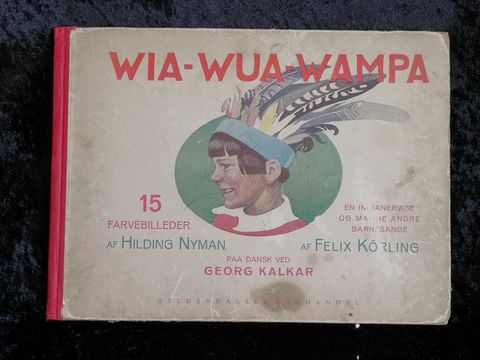 WIA-WUA-WAMPA
15
FARVEBILLEDER
AF HILDING NYMAN
EN INDIANERVISE
OG MANGE ANDRE
BARNESANGE
AF FELIX KÖRLING
PAA DANSK VED
GEORG KALKAR
GYLDENDALSKE BOGHANDEL